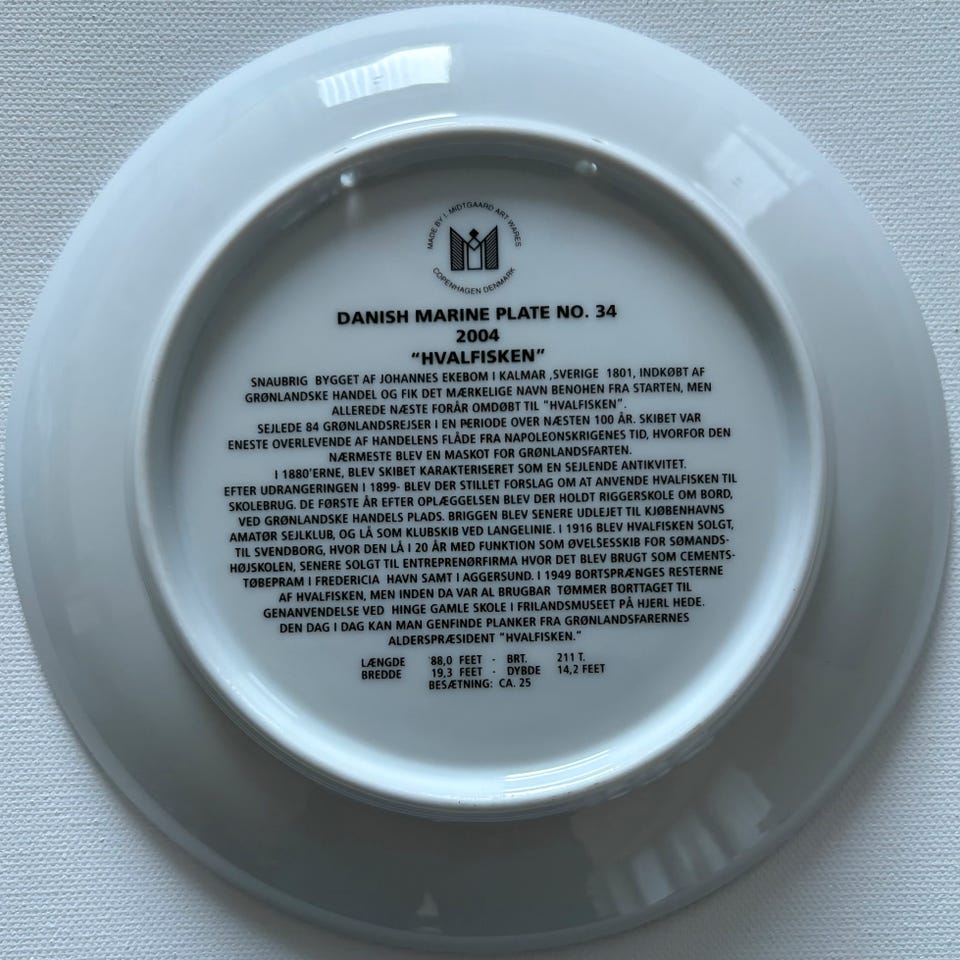 MADE BY I. MIDTGAARD ART WARES
COPENHAGEN DENMARK
DANISH MARINE PLATE NO. 34
2004
"HVALFISKEN"
SNAUBRIG BYGGET AF JOHANNES EKEBOM I KALMAR ,SVERIGE 1801, INDKØBT AF
GRØNLANDSKE HANDEL OG FIK DET MÆRKELIGE NAVN BENOHEN FRA STARTEN, MEN
ALLEREDE NÆSTE FORÅR OMDØBT TIL "HVALFISKEN".
SEJLEDE 84 GRØNLANDSREJSER I EN PERIODE OVER NÆSTEN 100 ÅR. SKIBET VAR
ENESTE OVERLEVENDE AF HANDELENS FLÅDE FRA NAPOLEONSKRIGENES TID, HVORFOR DEN
NÆRMESTE BLEV EN MASKOT FOR GRØNLANDSFARTEN.
I 1880'ERNE, BLEV SKIBET KARAKTERISERET SOM EN SEJLENDE ANTIKVITET.
EFTER UDRANGERINGEN I 1899- BLEV DER STILLET FORSLAG OM AT ANVENDE HVALFISKEN TIL
SKOLEBRUG. DE FØRSTE ÅR EFTER OPLÆGGELSEN BLEV DER HOLDT RIGGERSKOLE OM BORD,
VED GRØNLANDSKE HANDELS PLADS. BRIGGEN BLEV SENERE UDLEJET TIL KJØBENHAVNS
AMATØR SEJLKLUB, OG LÅ SOM KLUBSKIB VED LANGELINIE. I 1916 BLEV HVALFISKEN SOLGT,
TIL SVENDBORG, HVOR DEN LÅ I 20 ÅR MED FUNKTION SOM ØVELSESSKIB FOR SØMANDS-
HØJSKOLEN, SENERE SOLGT TIL ENTREPRENØRFIRMA HVOR DET BLEV BRUGT SOM CEMENTS-
TØBEPRAM I FREDERICIA HAVN SAMT I AGGERSUND. I 1949 BORTSPRÆNGES RESTERNE
AF HVALFISKEN, MEN INDEN DA VAR AL BRUGBAR TØMMER BORTTAGET TIL
GENANVENDELSE VED HINGE GAMLE SKOLE I FRILANDSMUSEET PÅ HJERL HEDE.
DEN DAG I DAG KAN MAN GENFINDE PLANKER FRA GRØNLANDSFARERNES
ALDERSPRÆSIDENT "HVALFISKEN."
LÆNGDE 88,0 FEET - BRT. 211 T.
BREDDE 19,3 FEET - DYBDE 14,2 FEET
BESÆTNING: CA. 25